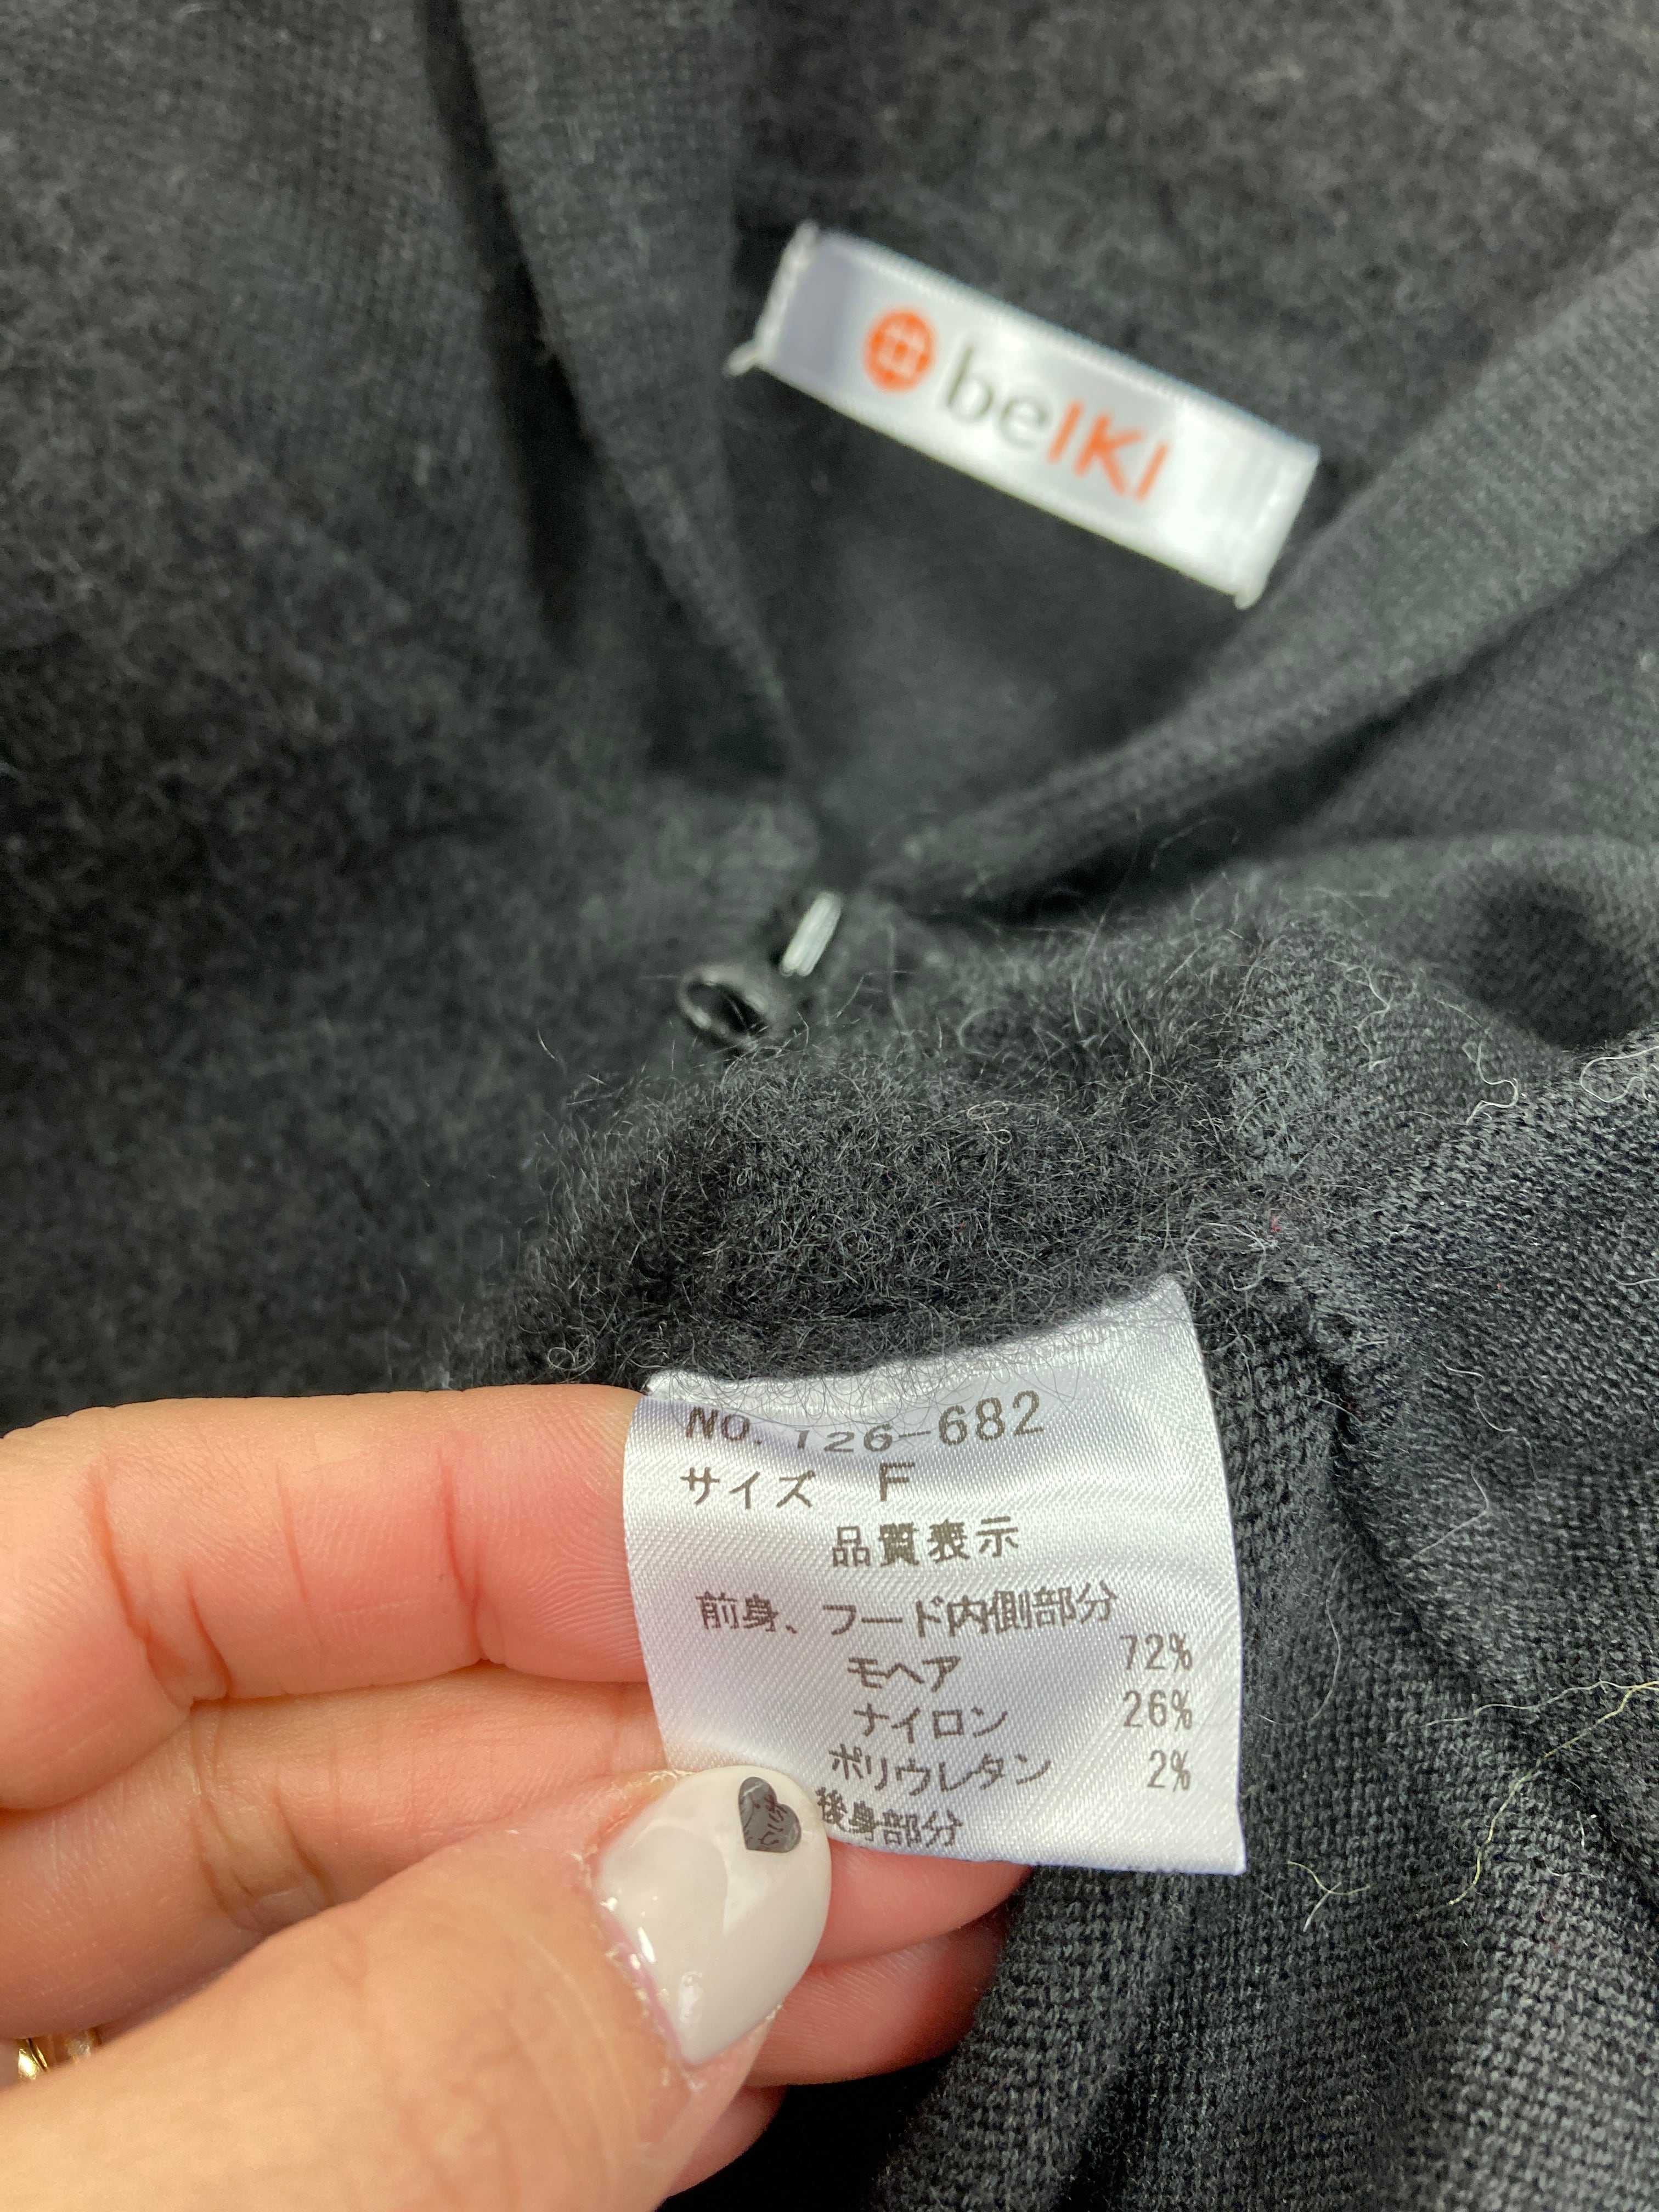 beIKI
NO. 126-682
サイズ F
品質表示
前身、フード内側部分
モヘア 72%
ナイロン 26%
ポリウレタン 2%
後身部分